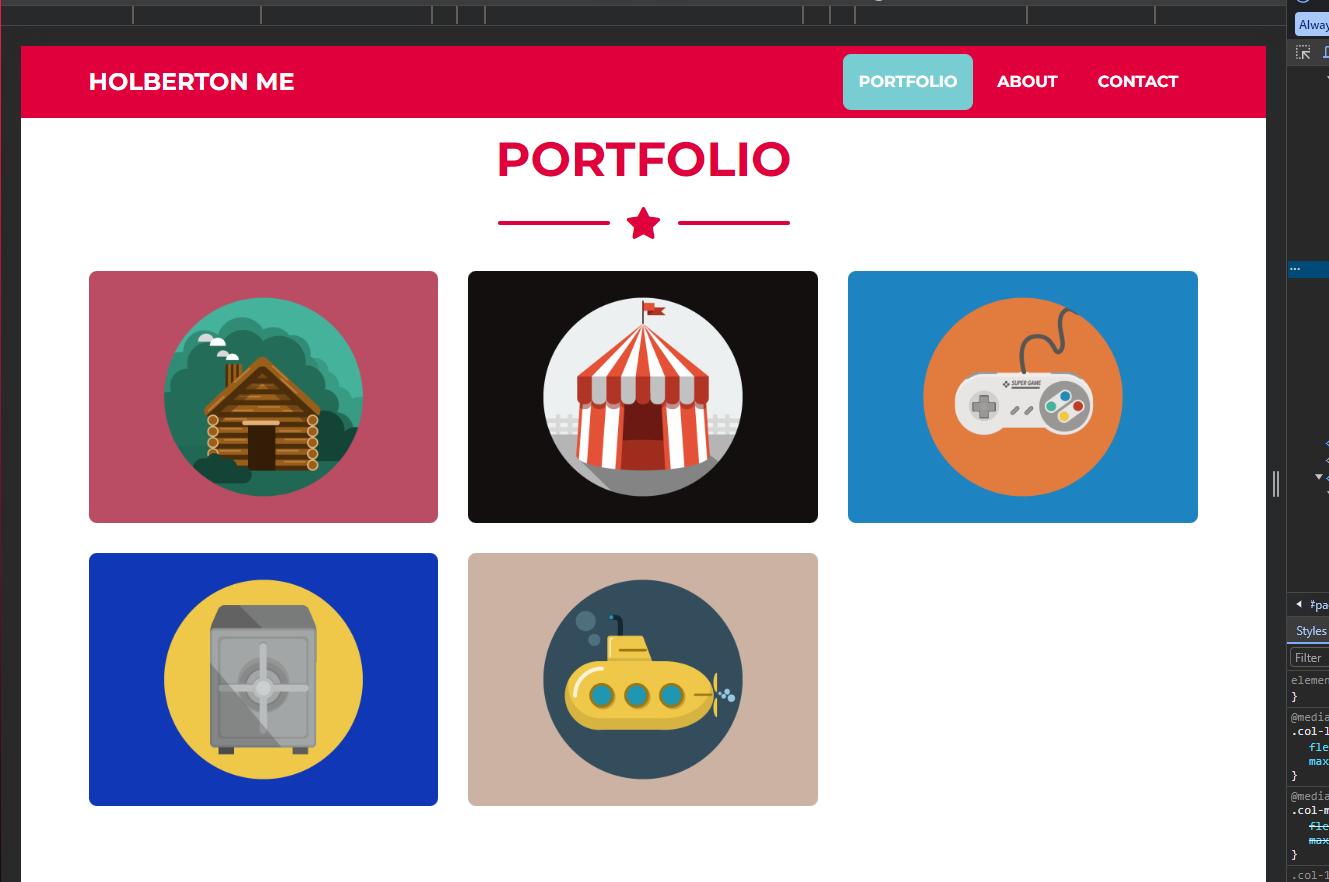 Alway
HOLBERTON ME
PORTFOLIO
ABOUT
CONTACT
PORTFOLIO
SUPER GAME
#pa
Styles
Filter
elemen
}
@media
.col-l
fle
max
}
@media
.col-m
fle
max
}
.col-1